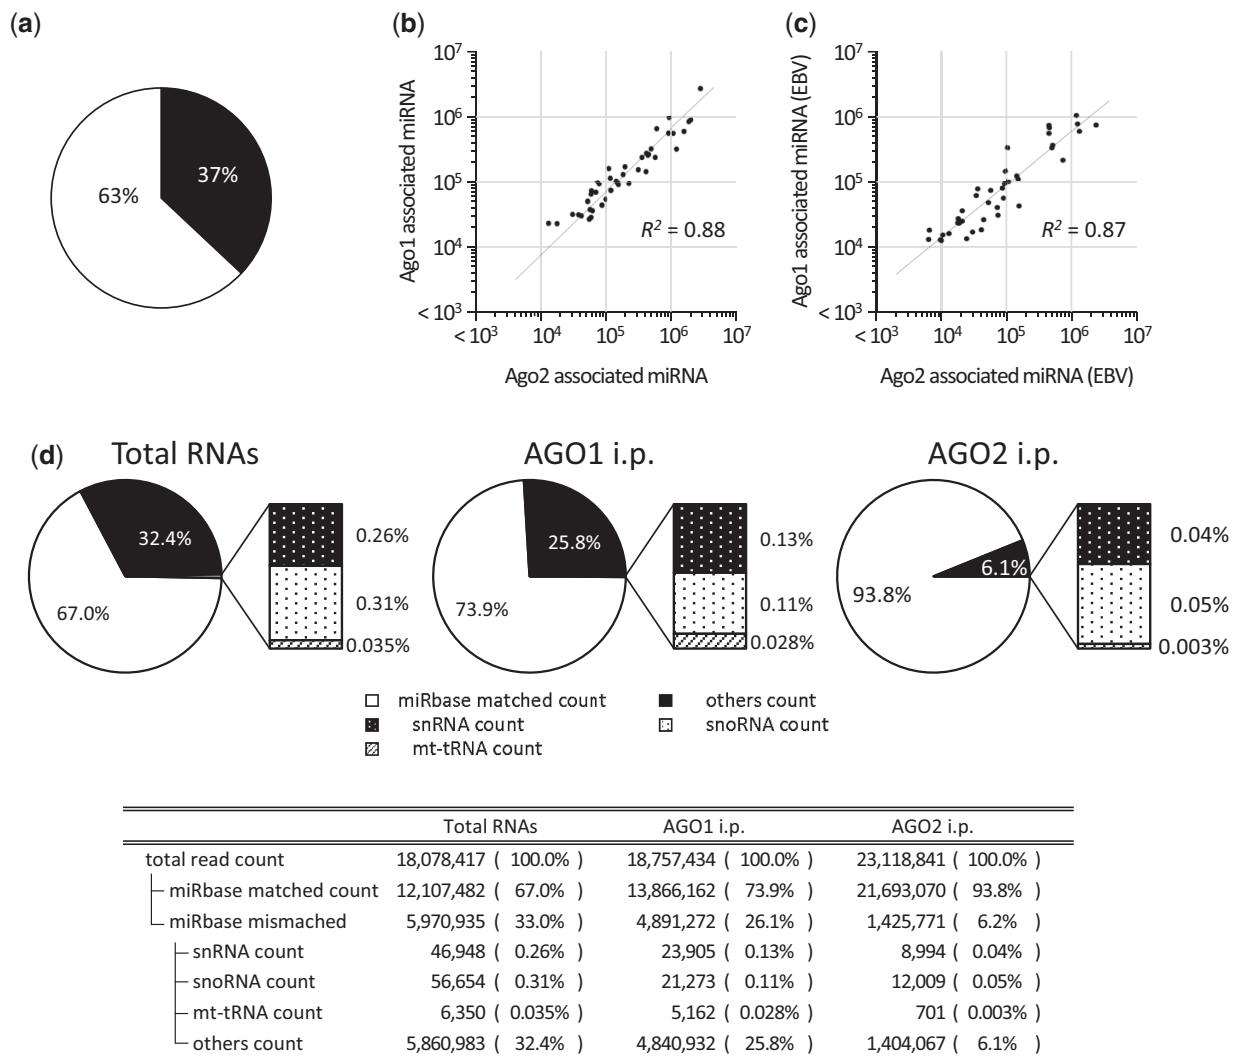 (a)
63%
37%
(b)
10^7
10^6
10^5
10^4
< 10^3
Ago1 associated miRNA
R^2 = 0.88
< 10^3
10^4
10^5
10^6
10^7
Ago2 associated miRNA
(c)
10^7
10^6
10^5
10^4
< 10^3
Ago1 associated miRNA (EBV)
R^2 = 0.87
< 10^3
10^4
10^5
10^6
10^7
Ago2 associated miRNA (EBV)
(d)
Total RNAs
32.4%
67.0%
0.26%
0.31%
0.035%
AGO1 i.p.
25.8%
73.9%
0.13%
0.11%
0.028%
AGO2 i.p.
6.1%
93.8%
0.04%
0.05%
0.003%
miRbase matched count
others count
snRNA count
snoRNA count
mt-tRNA count
Total RNAs AGO1 i.p. AGO2 i.p.
total read count 18,078,417 ( 100.0% ) 18,757,434 ( 100.0% ) 23,118,841 ( 100.0% )
miRbase matched count 12,107,482 ( 67.0% ) 13,866,162 ( 73.9% ) 21,693,070 ( 93.8% )
miRbase mismached 5,970,935 ( 33.0% ) 4,891,272 ( 26.1% ) 1,425,771 ( 6.2% )
snRNA count 46,948 ( 0.26% ) 23,905 ( 0.13% ) 8,994 ( 0.04% )
snoRNA count 56,654 ( 0.31% ) 21,273 ( 0.11% ) 12,009 ( 0.05% )
mt-tRNA count 6,350 ( 0.035% ) 5,162 ( 0.028% ) 701 ( 0.003% )
others count 5,860,983 ( 32.4% ) 4,840,932 ( 25.8% ) 1,404,067 ( 6.1% )